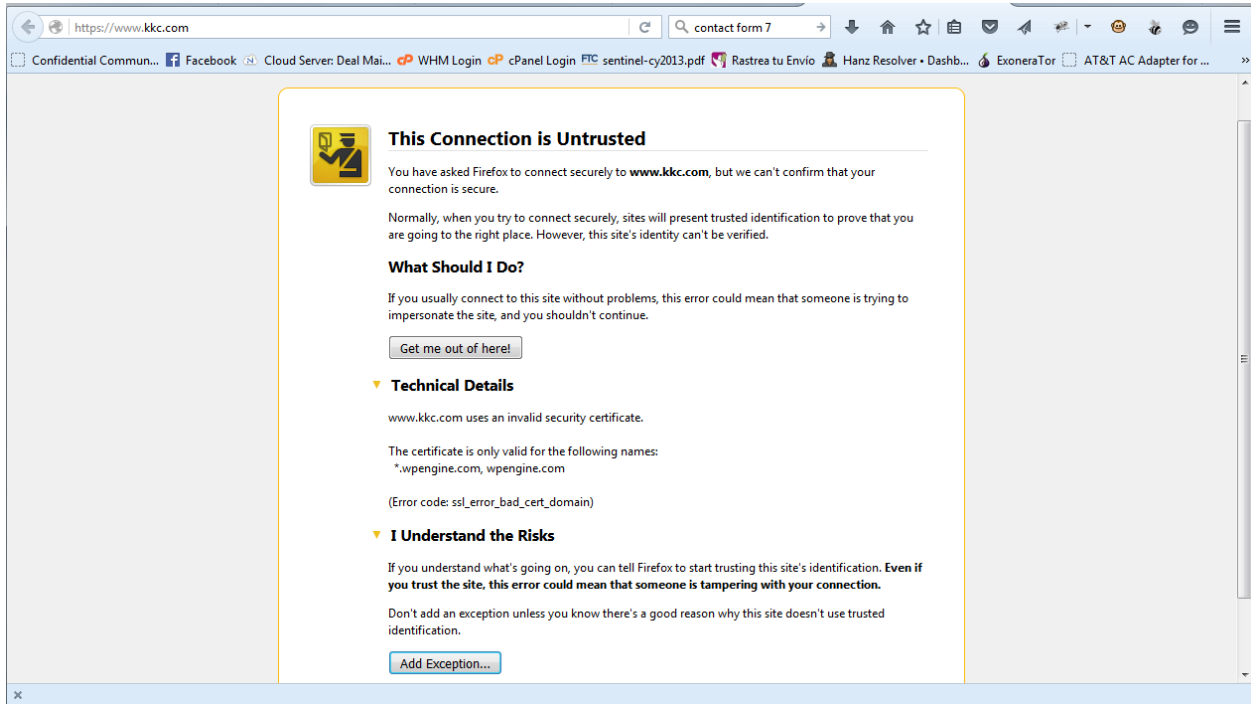 https://www.kkc.com
contact form 7
Confidential Commun... Facebook Cloud Server: Deal Mai... cP WHM Login cP cPanel Login FTC sentinel-cy2013.pdf Rastrea tu Envío Hanz Resolver • Dashb... ExoneraTor AT&T AC Adapter for ... »
This Connection is Untrusted
You have asked Firefox to connect securely to www.kkc.com, but we can't confirm that your
connection is secure.
Normally, when you try to connect securely, sites will present trusted identification to prove that you
are going to the right place. However, this site's identity can't be verified.
What Should I Do?
If you usually connect to this site without problems, this error could mean that someone is trying to
impersonate the site, and you shouldn't continue.
Get me out of here!
Technical Details
www.kkc.com uses an invalid security certificate.
The certificate is only valid for the following names:
*.wpengine.com, wpengine.com
(Error code: ssl_error_bad_cert_domain)
I Understand the Risks
If you understand what's going on, you can tell Firefox to start trusting this site's identification. Even if
you trust the site, this error could mean that someone is tampering with your connection.
Don't add an exception unless you know there's a good reason why this site doesn't use trusted
identification.
Add Exception...